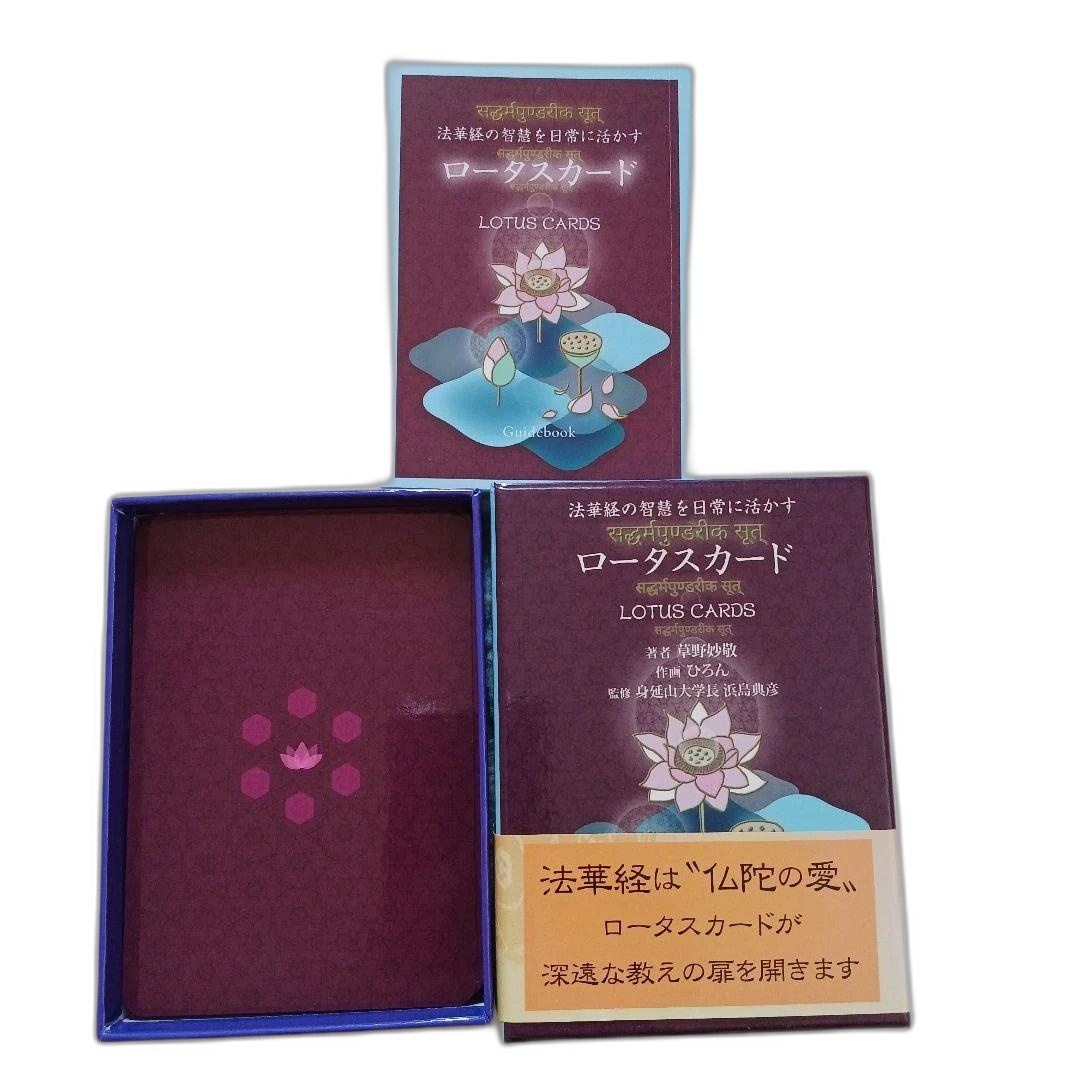 सद्धर्मपुण्डरीक सूत्
法華経の智慧を日常に活かす
सद्धर्मपुण्डरीक सूत्
ロータスカード
सद्धर्मपुण्डरीक सूत्
LOTUS CARDS
Guidebook
法華経の智慧を日常に活かす
सद्धर्मपुण्डरीक सूत्
ロータスカード
सद्धर्मपुण्डरीक सूत्
LOTUS CARDS
सद्धर्मपुण्डरीक सूत्
著者 草野妙敬
作画 ひろん
監修 身延山大学長 浜島典彦
法華経は〝仏陀の愛〟
ロータスカードが
深遠な教えの扉を開きます